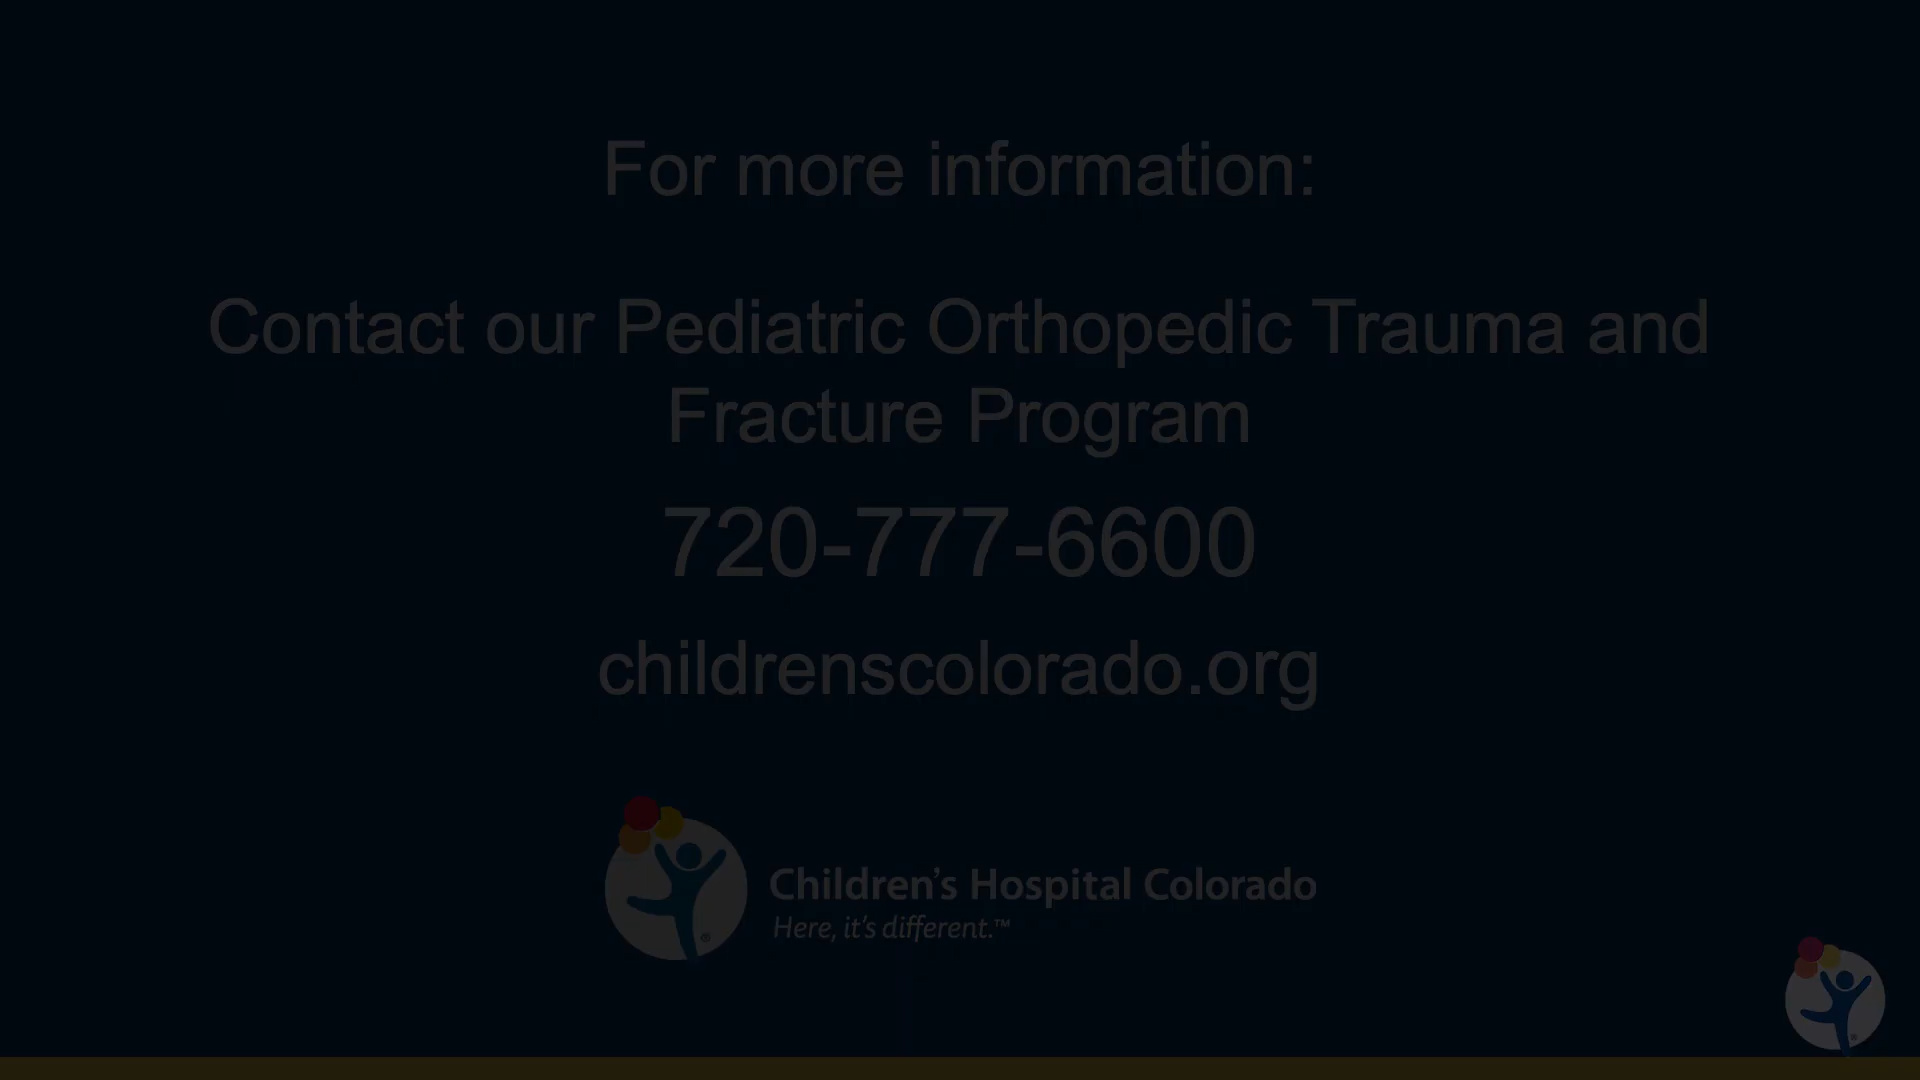 For more information:
Contact our Pediatric Orthopedic Trauma and
Fracture Program
720-777-6600
childrenscolorado.org
Children's Hospital Colorado
Here, it's different.™
®
®